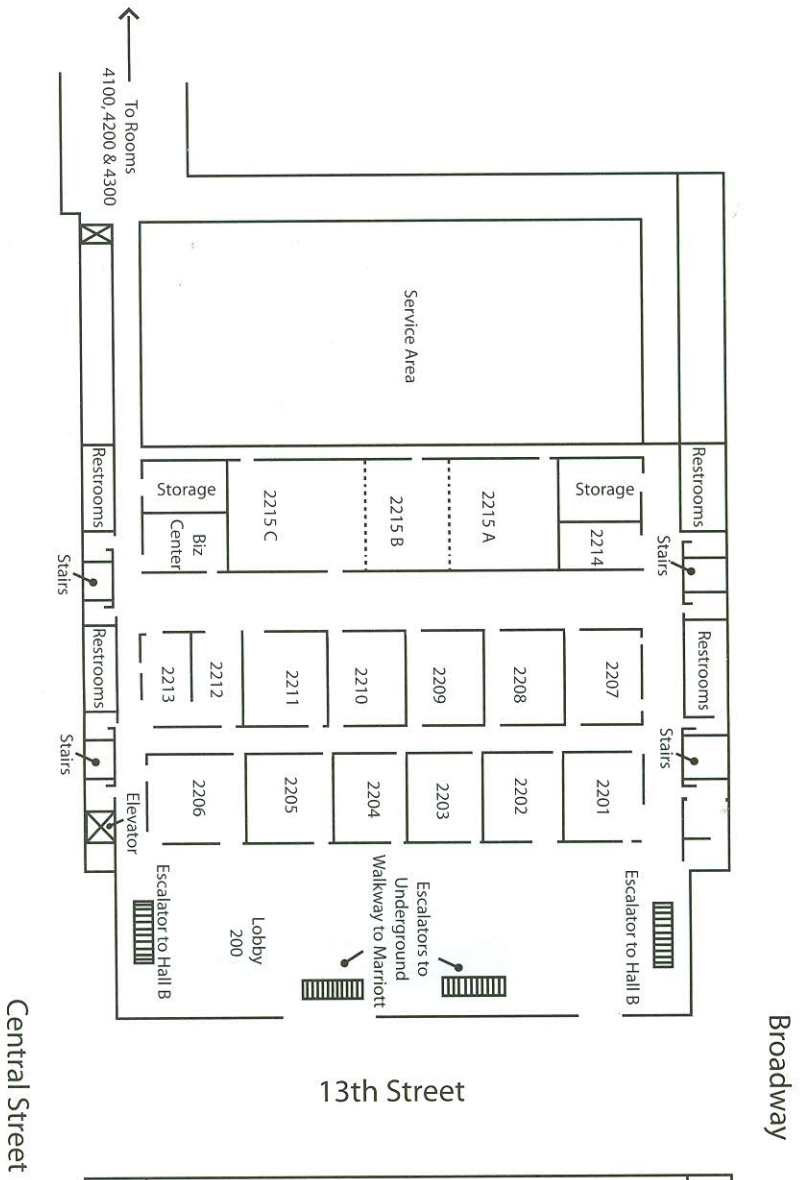 To Rooms
4100, 4200 & 4300
Service Area
Restrooms
Storage
2214
2215 A
2215 B
2215 C
Storage
Biz
Center
Restrooms
Stairs
Stairs
Restrooms
2207
2208
2209
2210
2211
2212
2213
Restrooms
Stairs
Stairs
2201
2202
2203
2204
2205
2206
Elevator
Escalator to Hall B
Escalators to
Underground
Walkway to Marriott
Lobby
200
Escalator to Hall B
Broadway
13th Street
Central Street